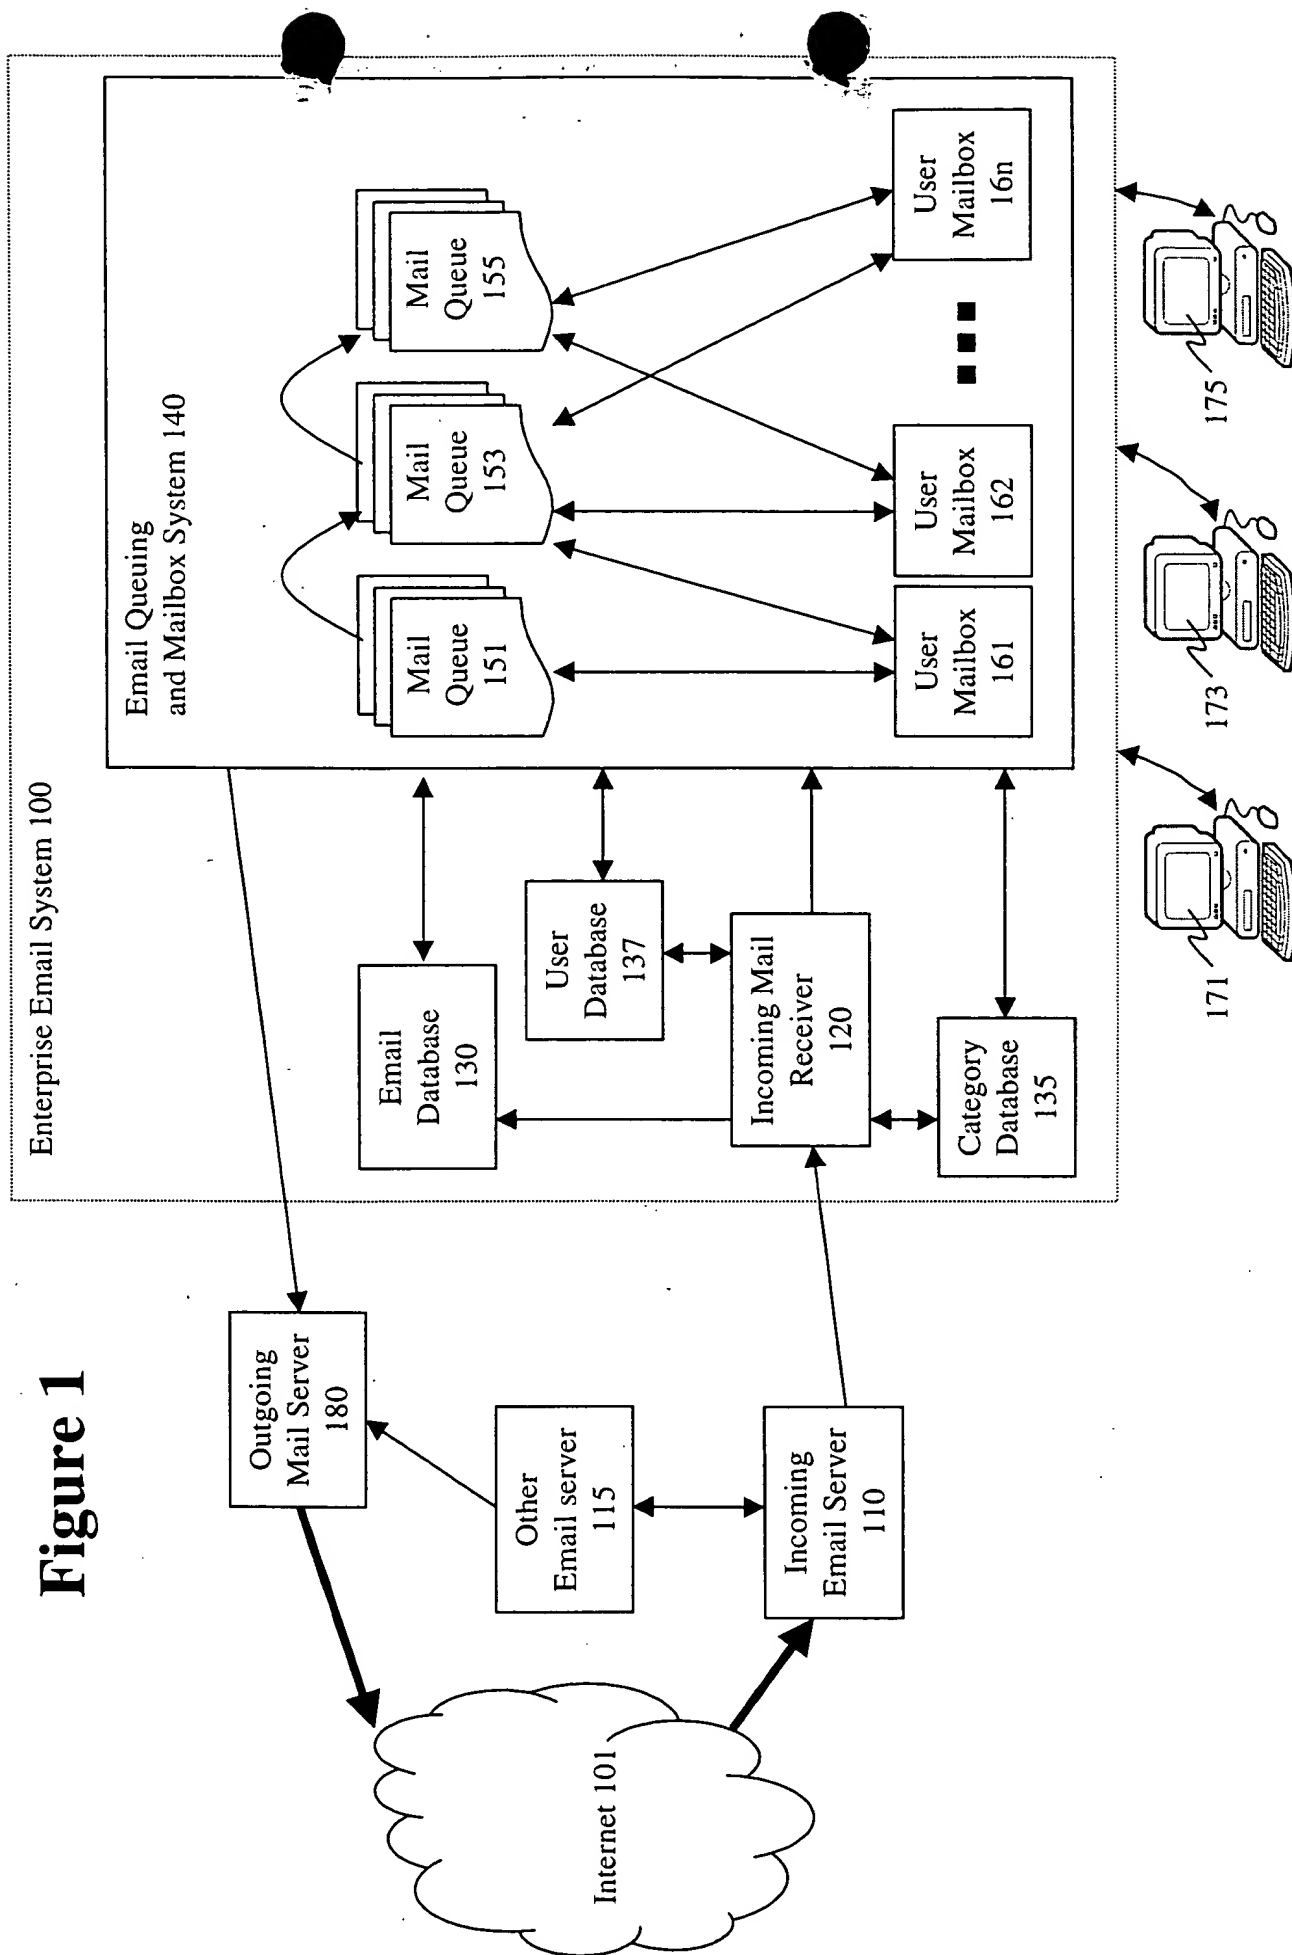 Figure 1
Enterprise Email System 100
Email Queuing
and Mailbox System 140
Outgoing
Mail Server
180
Other
Email server
115
Incoming
Email Server
110
Internet 101
Email
Database
130
User
Database
137
Incoming Mail
Receiver
120
Category
Database
135
Mail
Queue
151
Mail
Queue
153
Mail
Queue
155
User
Mailbox
161
User
Mailbox
162
User
Mailbox
16n
171
173
175